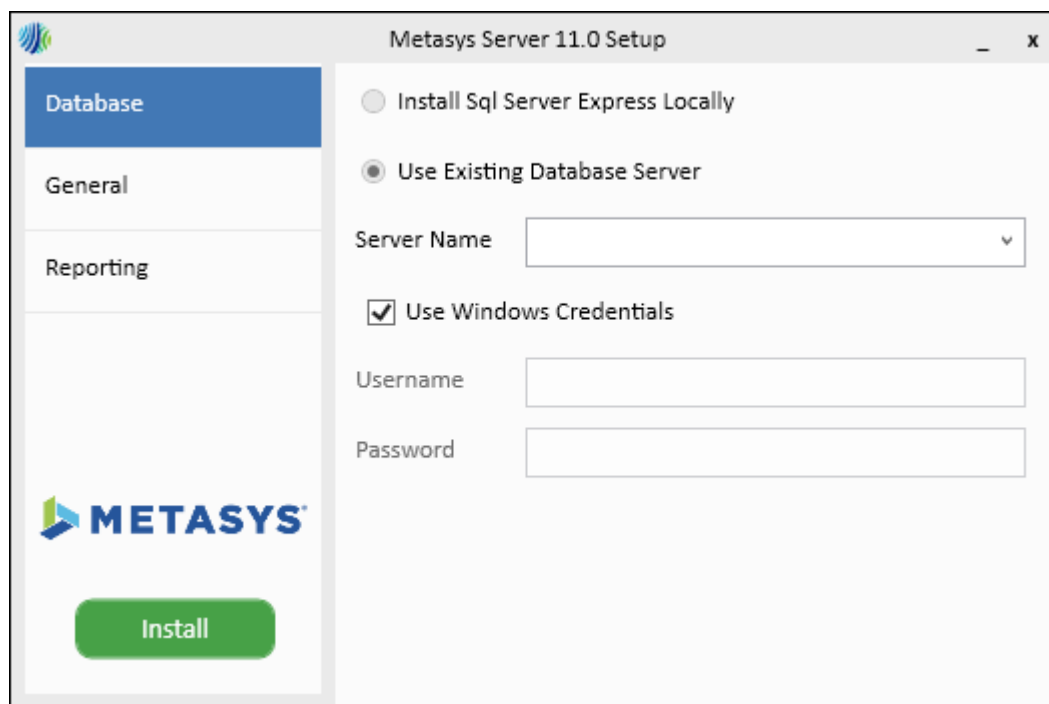 Metasys Server 11.0 Setup
_ x
Database
General
Reporting
Install Sql Server Express Locally
Use Existing Database Server
Server Name
Use Windows Credentials
Username
Password
METASYS®
Install